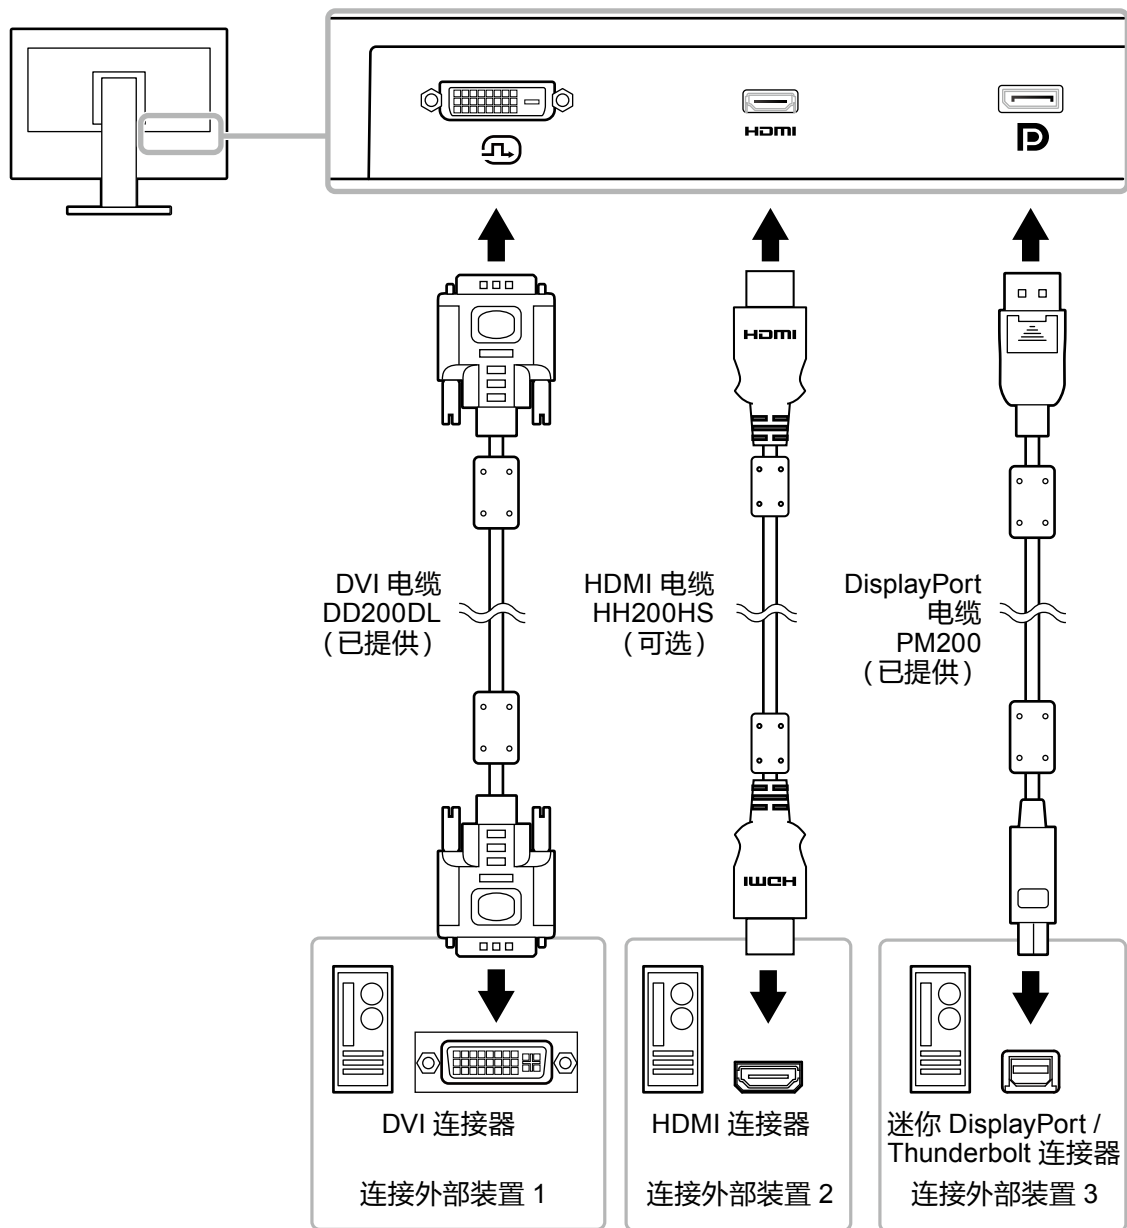 HDMI
HDMI
DVI 电缆
DD200DL
(已提供)
HDMI 电缆
HH200HS
(可选)
DisplayPort
电缆
PM200
(已提供)
HDMI
DVI 连接器
连接外部装置 1
HDMI 连接器
连接外部装置 2
迷你 DisplayPort /
Thunderbolt 连接器
连接外部装置 3